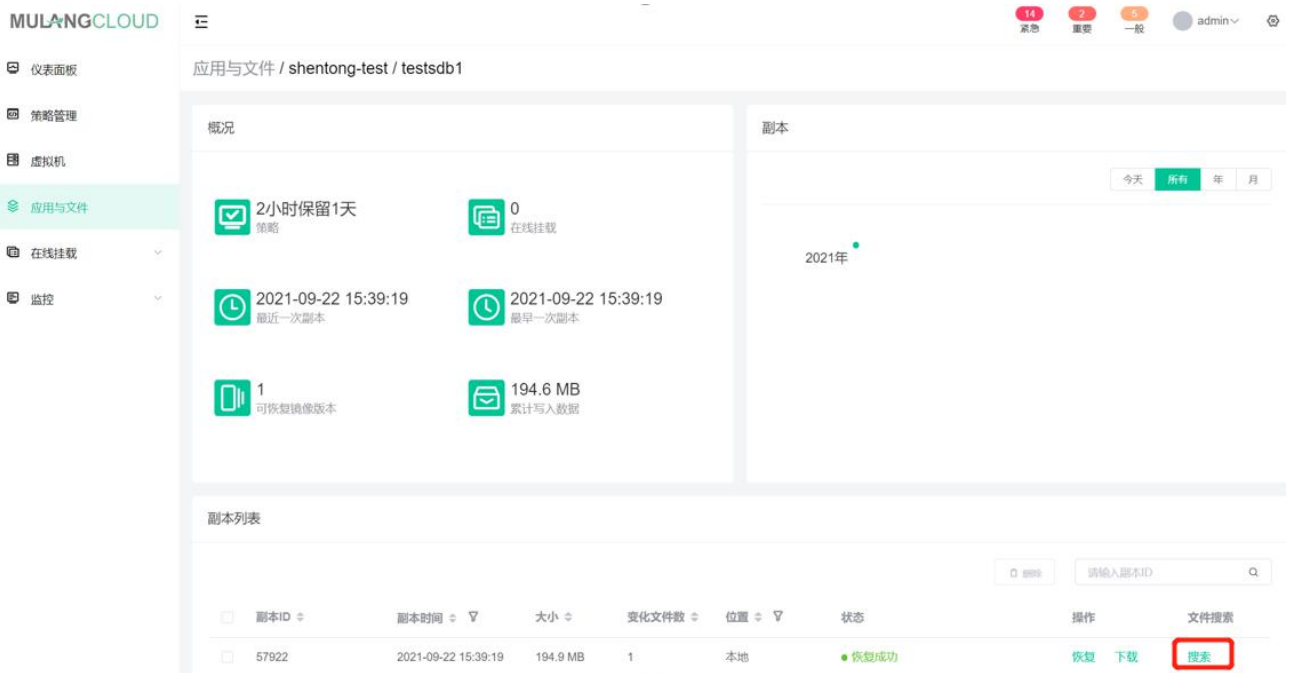 MULANGCLOUD
14 紧急 2 重要 5 一般 admin
仪表面板
策略管理
虚拟机
应用与文件
在线挂载
监控
应用与文件 / shentong-test / testsdb1
概况
2小时保留1天
策略
0
在线挂载
2021-09-22 15:39:19
最近一次副本
2021-09-22 15:39:19
最早一次副本
1
可恢复镜像版本
194.6 MB
累计写入数据
副本
今天 所有 年 月
2021年
副本列表
删除 请输入副本ID
副本ID 副本时间 大小 变化文件数 位置 状态 操作 文件搜索
57922 2021-09-22 15:39:19 194.9 MB 1 本地 恢复成功 恢复 下载 搜索